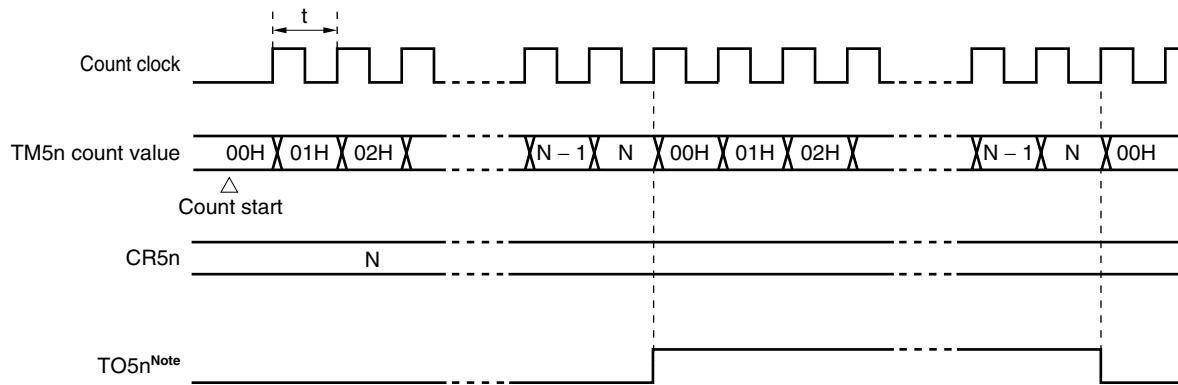 t
Count clock
TM5n count value 00H 01H 02H N − 1 N 00H 01H 02H N − 1 N 00H
Count start
CR5n N
TO5nNote